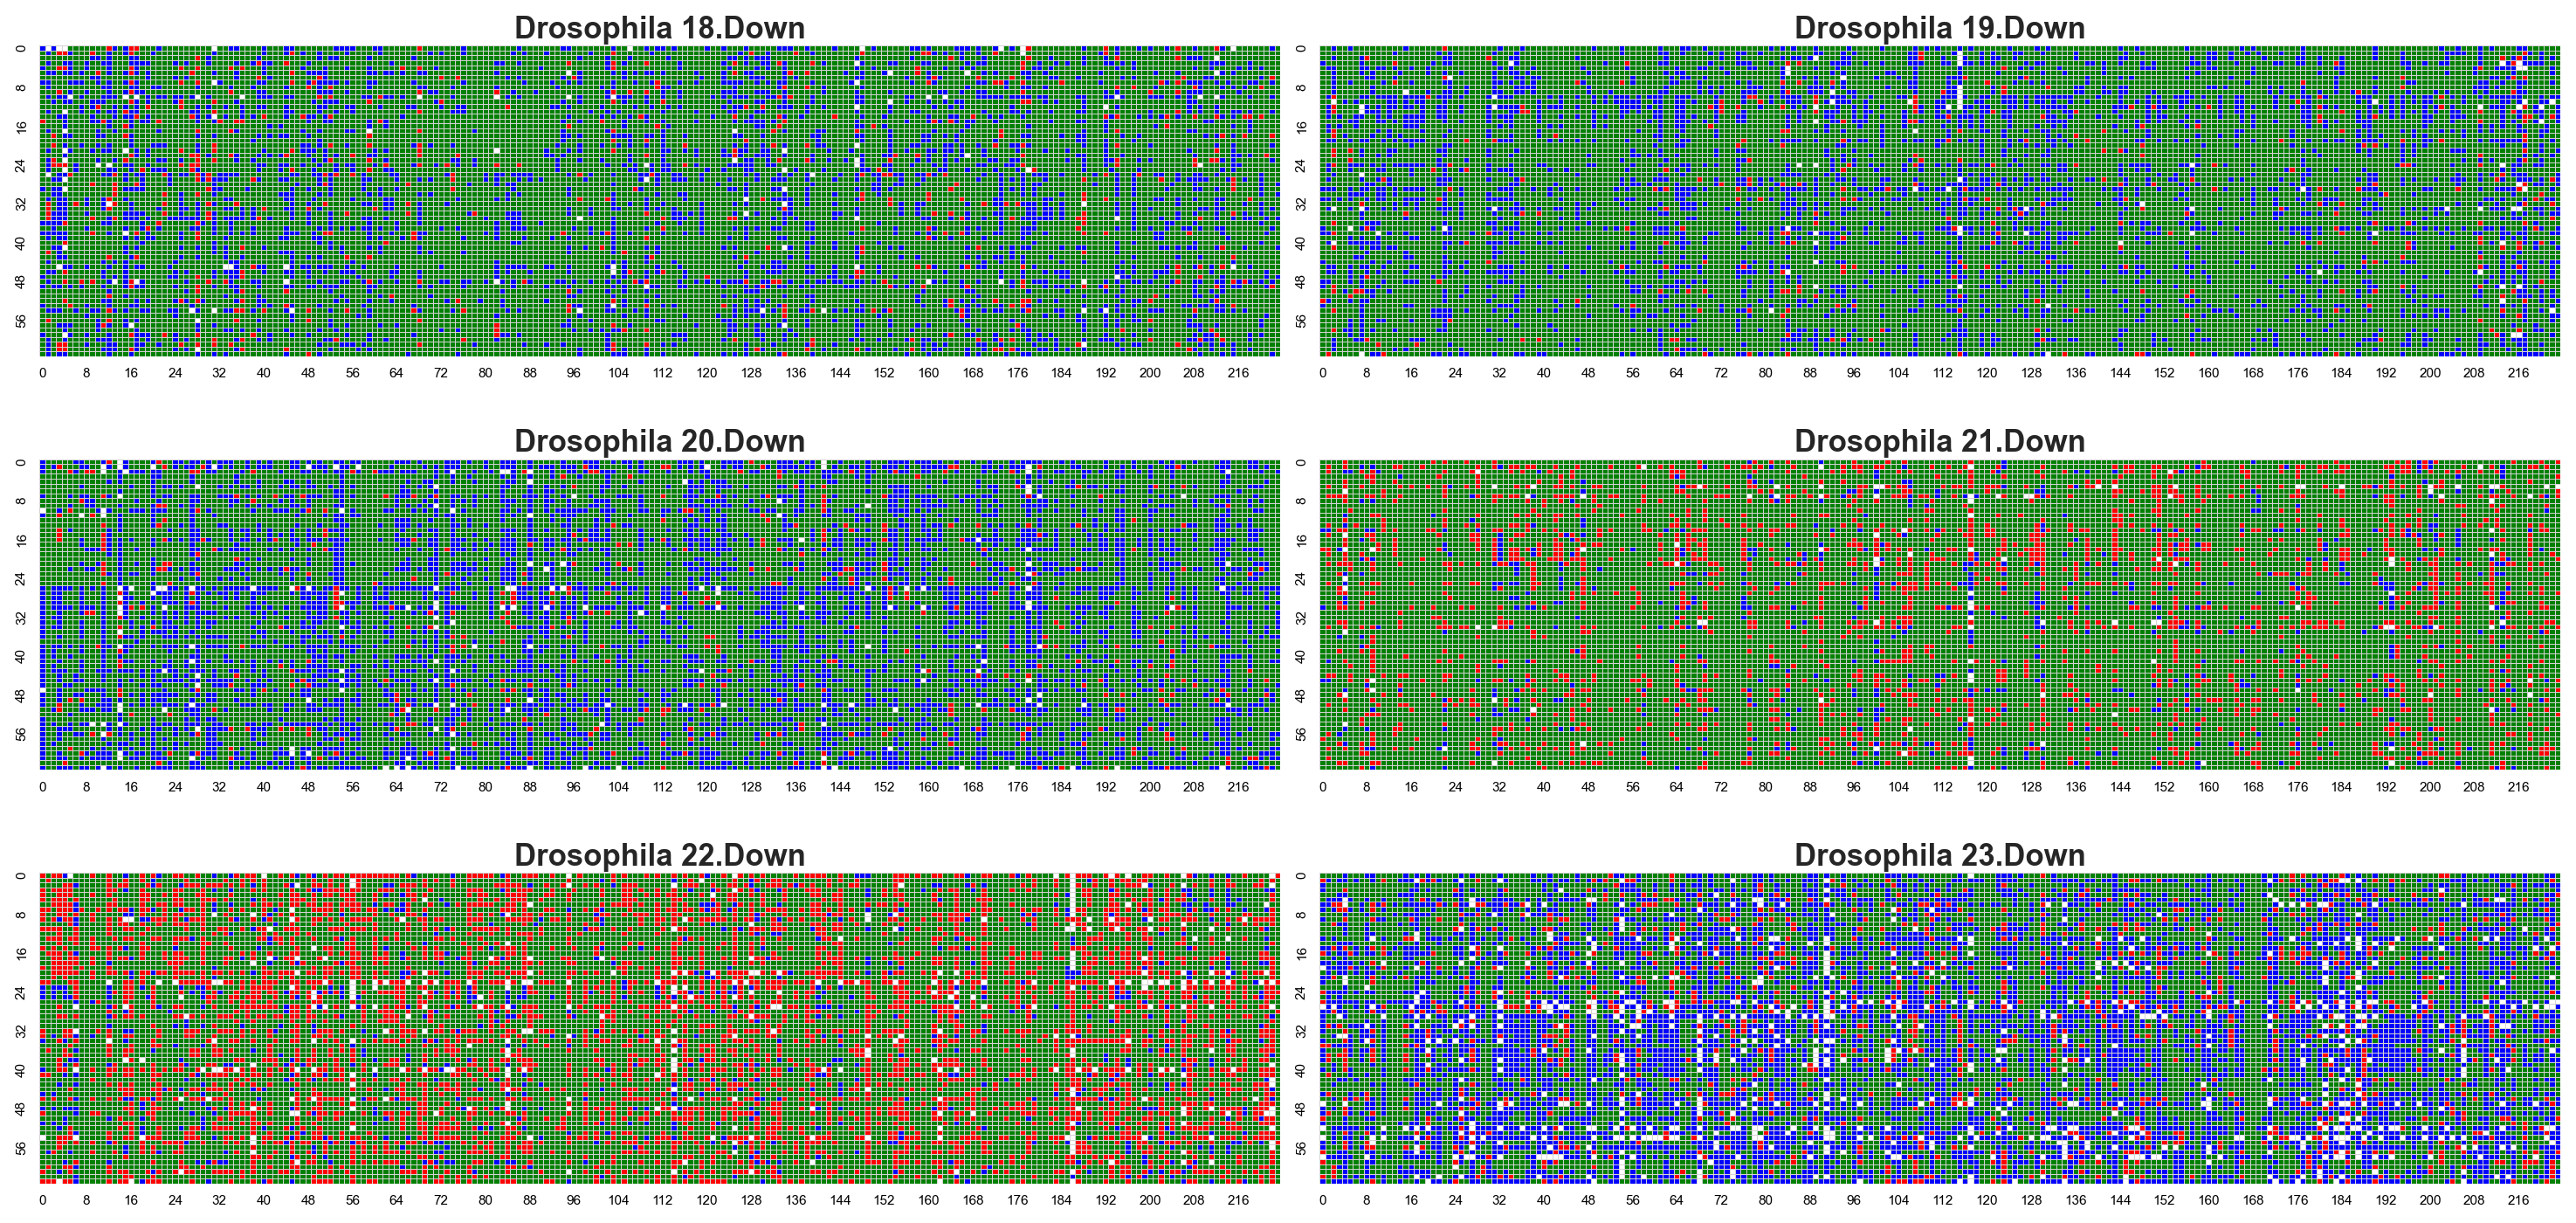 Drosophila 18.Down
0 8 16 24 32 40 48 56
0 8 16 24 32 40 48 56 64 72 80 88 96 104 112 120 128 136 144 152 160 168 176 184 192 200 208 216
Drosophila 19.Down
0 8 16 24 32 40 48 56
0 8 16 24 32 40 48 56 64 72 80 88 96 104 112 120 128 136 144 152 160 168 176 184 192 200 208 216
Drosophila 20.Down
0 8 16 24 32 40 48 56
0 8 16 24 32 40 48 56 64 72 80 88 96 104 112 120 128 136 144 152 160 168 176 184 192 200 208 216
Drosophila 21.Down
0 8 16 24 32 40 48 56
0 8 16 24 32 40 48 56 64 72 80 88 96 104 112 120 128 136 144 152 160 168 176 184 192 200 208 216
Drosophila 22.Down
0 8 16 24 32 40 48 56
0 8 16 24 32 40 48 56 64 72 80 88 96 104 112 120 128 136 144 152 160 168 176 184 192 200 208 216
Drosophila 23.Down
0 8 16 24 32 40 48 56
0 8 16 24 32 40 48 56 64 72 80 88 96 104 112 120 128 136 144 152 160 168 176 184 192 200 208 216